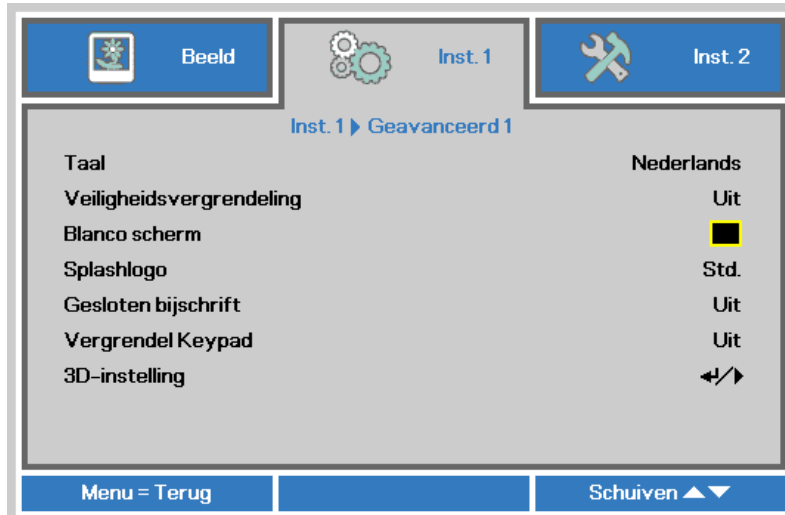 Beeld
Inst. 1
Inst. 2
Inst. 1 ▶ Geavanceerd 1
Taal Nederlands
Veiligheidsvergrendeling Uit
Blanco scherm
Splashlogo Std.
Gesloten bijschrift Uit
Vergrendel Keypad Uit
3D-instelling ↵/▶
Menu = Terug
Schuiven ▲▼